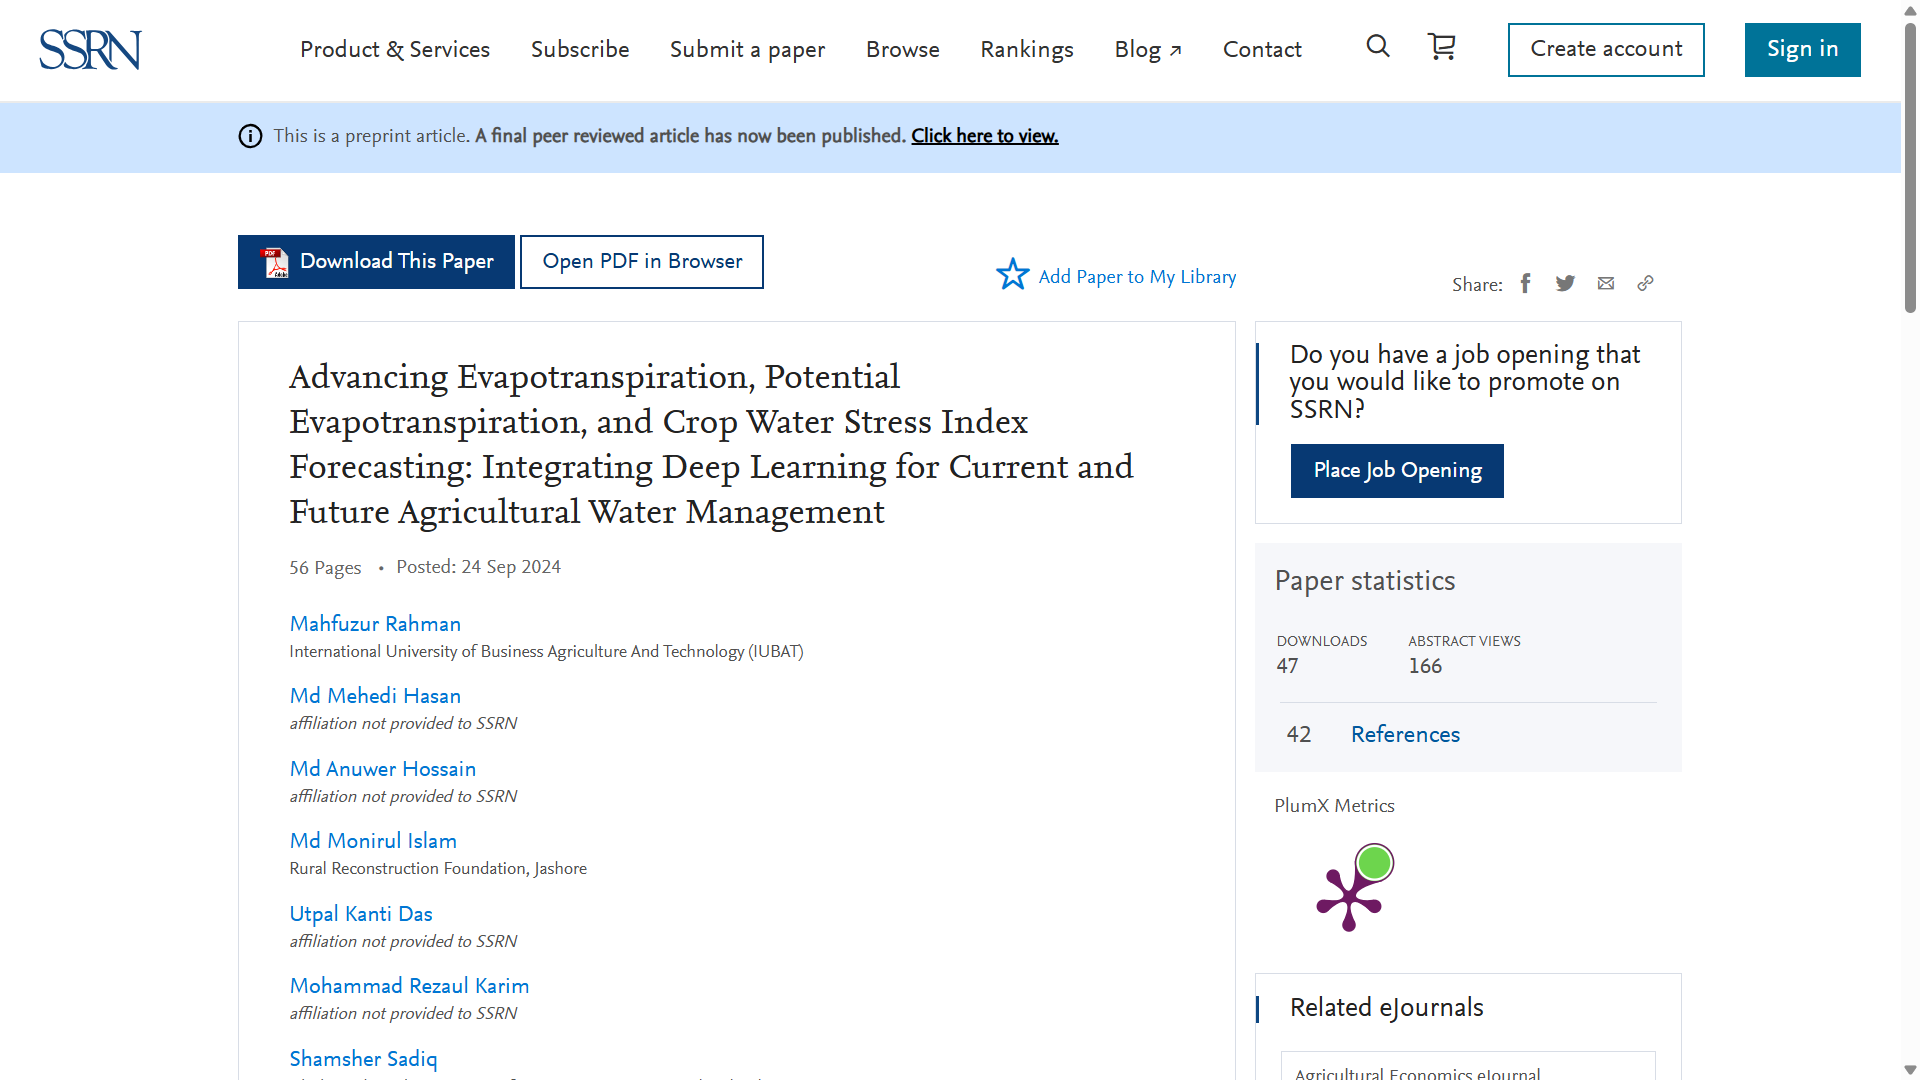 SSRN
Product & Services
Subscribe
Submit a paper
Browse
Rankings
Blog ↗
Contact
Create account
Sign in
This is a preprint article. A final peer reviewed article has now been published. Click here to view.
Download This Paper
Open PDF in Browser
Add Paper to My Library
Share:
Advancing Evapotranspiration, Potential
Evapotranspiration, and Crop Water Stress Index
Forecasting: Integrating Deep Learning for Current and
Future Agricultural Water Management
56 Pages • Posted: 24 Sep 2024
Mahfuzur Rahman
International University of Business Agriculture And Technology (IUBAT)
Md Mehedi Hasan
affiliation not provided to SSRN
Md Anuwer Hossain
affiliation not provided to SSRN
Md Monirul Islam
Rural Reconstruction Foundation, Jashore
Utpal Kanti Das
affiliation not provided to SSRN
Mohammad Rezaul Karim
affiliation not provided to SSRN
Shamsher Sadiq
Do you have a job opening that
you would like to promote on
SSRN?
Place Job Opening
Paper statistics
DOWNLOADS
47
ABSTRACT VIEWS
166
42 References
PlumX Metrics
Related eJournals
Agricultural Economics eJournal